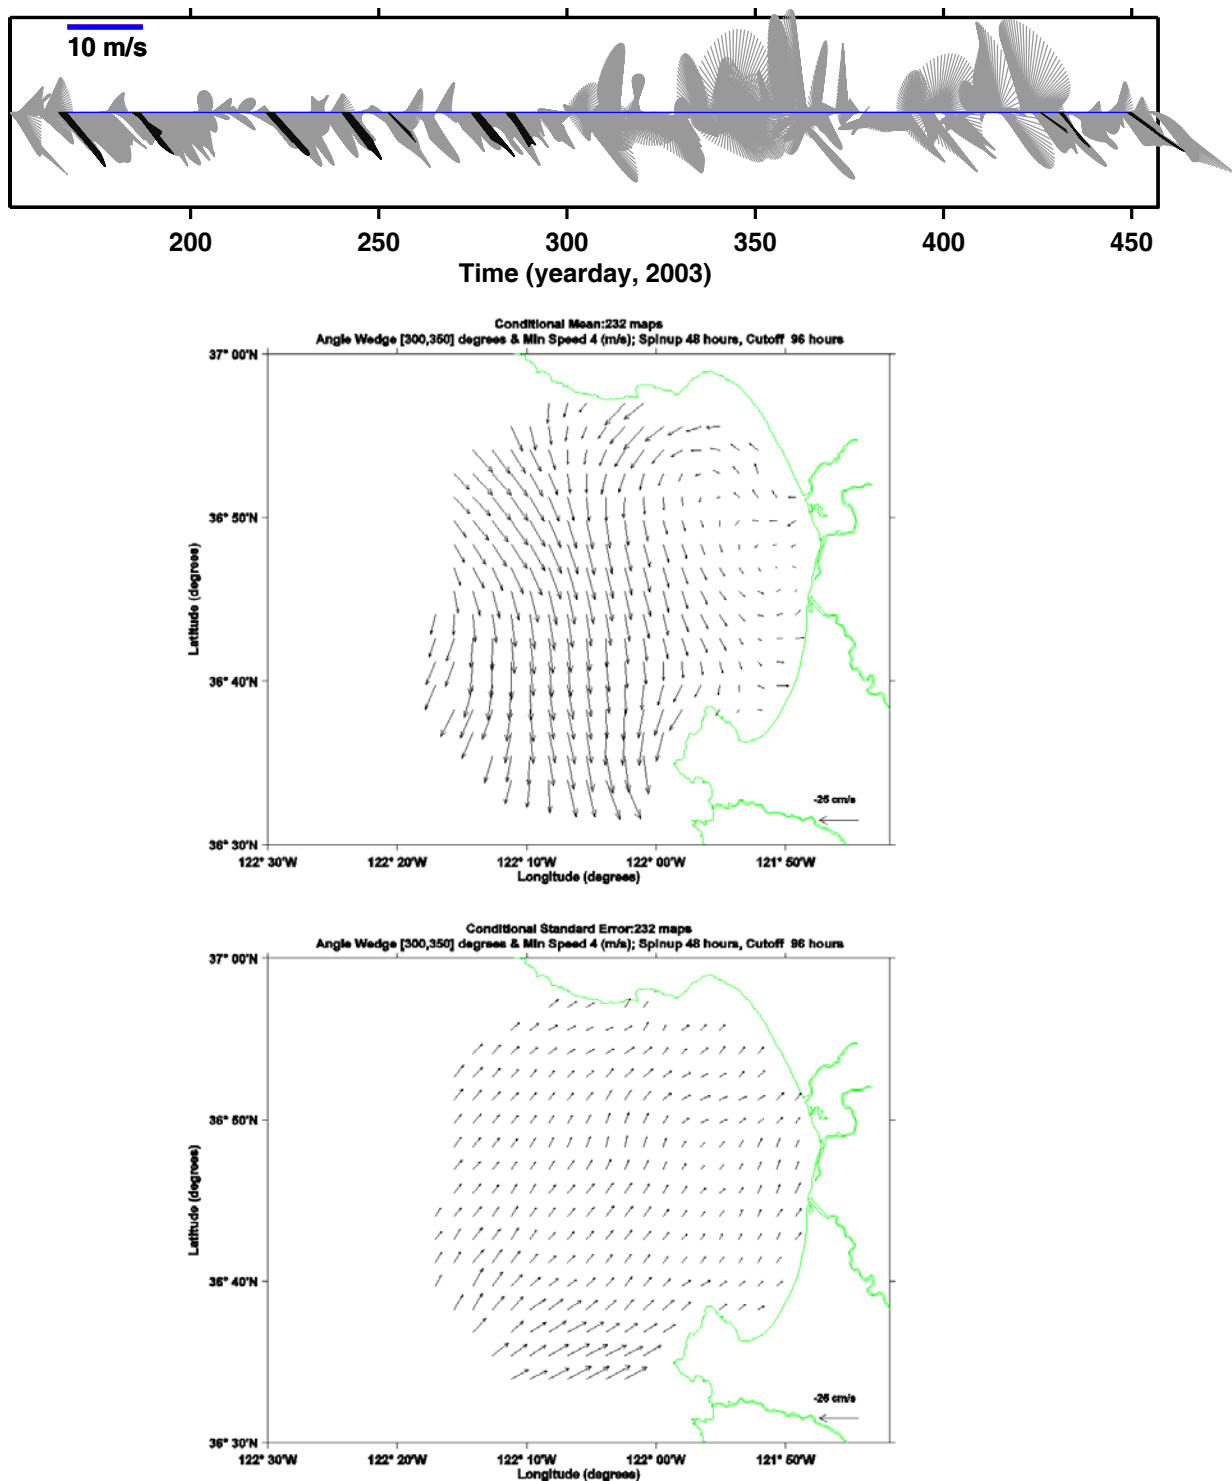 10 m/s
200 250 300 350 400 450
Time (yearday, 2003)
Conditional Mean:232 maps
Angle Wedge [300,350] degrees & Min Speed 4 (m/s); Spinup 48 hours, Cutoff 96 hours
37° 00'N
36° 50'N
Latitude (degrees)
36° 40'N
-25 cm/s
36° 30'N
122° 30'W 122° 20'W 122° 10'W 122° 00'W 121° 50'W
Longitude (degrees)
Conditional Standard Error:232 maps
Angle Wedge [300,350] degrees & Min Speed 4 (m/s); Spinup 48 hours, Cutoff 96 hours
37° 00'N
36° 50'N
Latitude (degrees)
36° 40'N
-25 cm/s
36° 30'N
122° 30'W 122° 20'W 122° 10'W 122° 00'W 121° 50'W
Longitude (degrees)